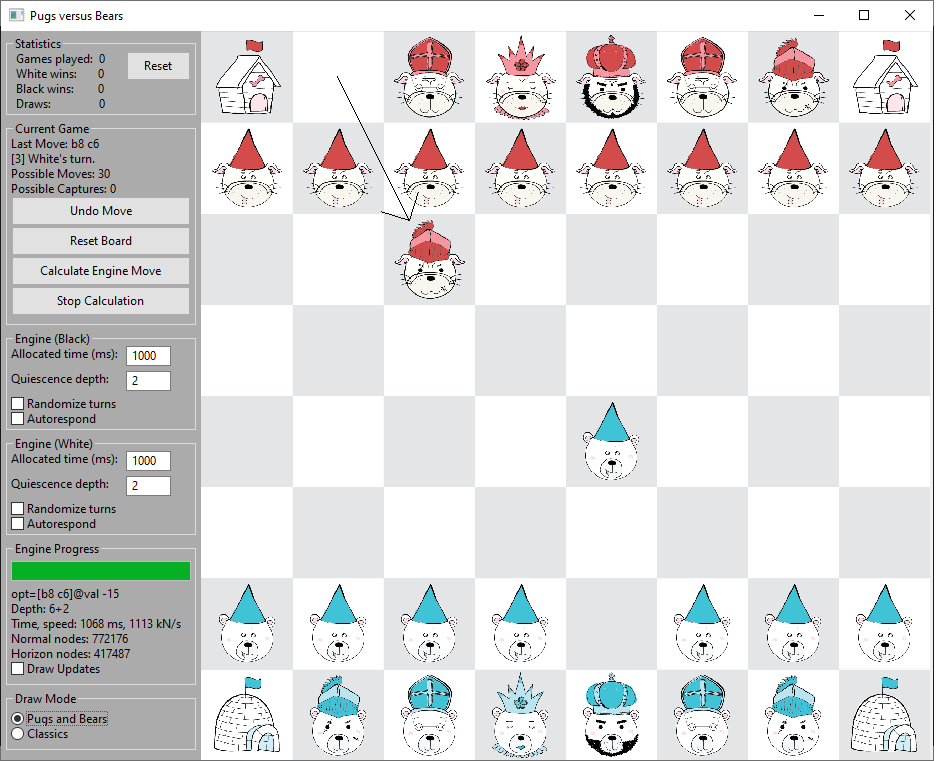 Pugs versus Bears
Statistics
Games played: 0
White wins: 0
Black wins: 0
Draws: 0
Reset
Current Game
Last Move: b8 c6
[3] White's turn.
Possible Moves: 30
Possible Captures: 0
Undo Move
Reset Board
Calculate Engine Move
Stop Calculation
Engine (Black)
Allocated time (ms): 1000
Quiescence depth: 2
Randomize turns
Autorespond
Engine (White)
Allocated time (ms): 1000
Quiescence depth: 2
Randomize turns
Autorespond
Engine Progress
opt=[b8 c6]@val -15
Depth: 6+2
Time, speed: 1068 ms, 1113 kN/s
Normal nodes: 772176
Horizon nodes: 417487
Draw Updates
Draw Mode
Pugs and Bears
Classics